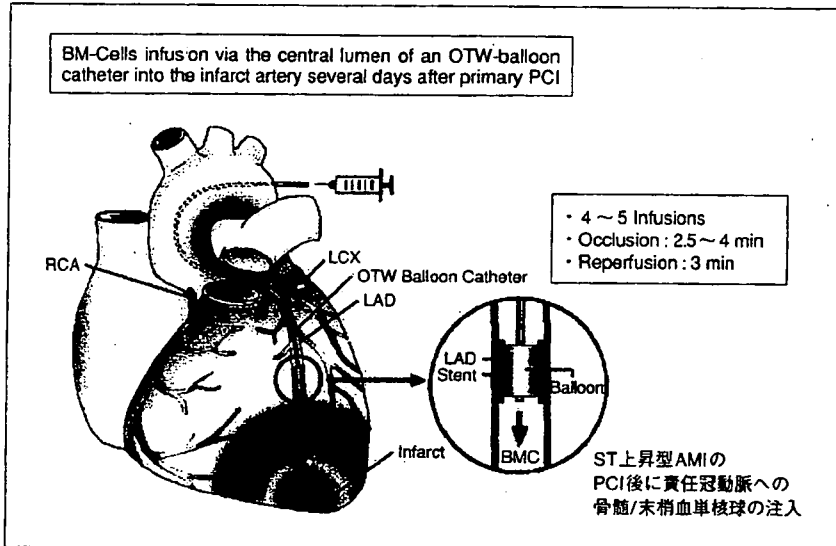 BM-Cells infusion via the central lumen of an OTW-balloon
catheter into the infarct artery several days after primary PCI
・4～5 Infusions
・Occlusion : 2.5～4 min
・Reperfusion : 3 min
RCA
LCX
OTW Balloon Catheter
LAD
LAD
Stent
Balloon
BMC
Infarct
ST上昇型AMIの
PCI後に責任冠動脈への
骨髄/末梢血単核球の注入